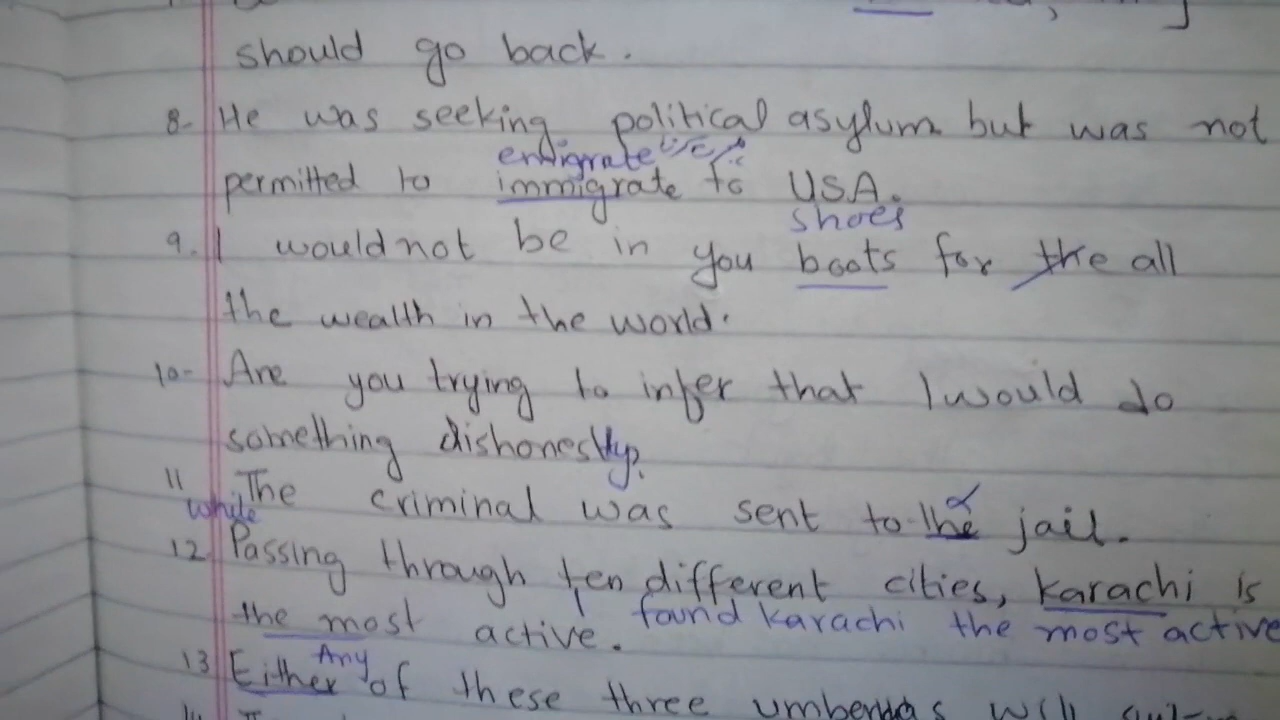 should go back.
8- He was seeking political asylum but was not
emigrate
permitted to immigrate to USA.
shoes
9. I would not be in you boots for the all
the wealth in the world.
10- Are you trying to infer that I would do
something dishonestly.
11 The criminal was sent to the jail.
while
12 Passing through ten different cities, karachi is
the most active. I found karachi the most active
Any
13 Either of these three